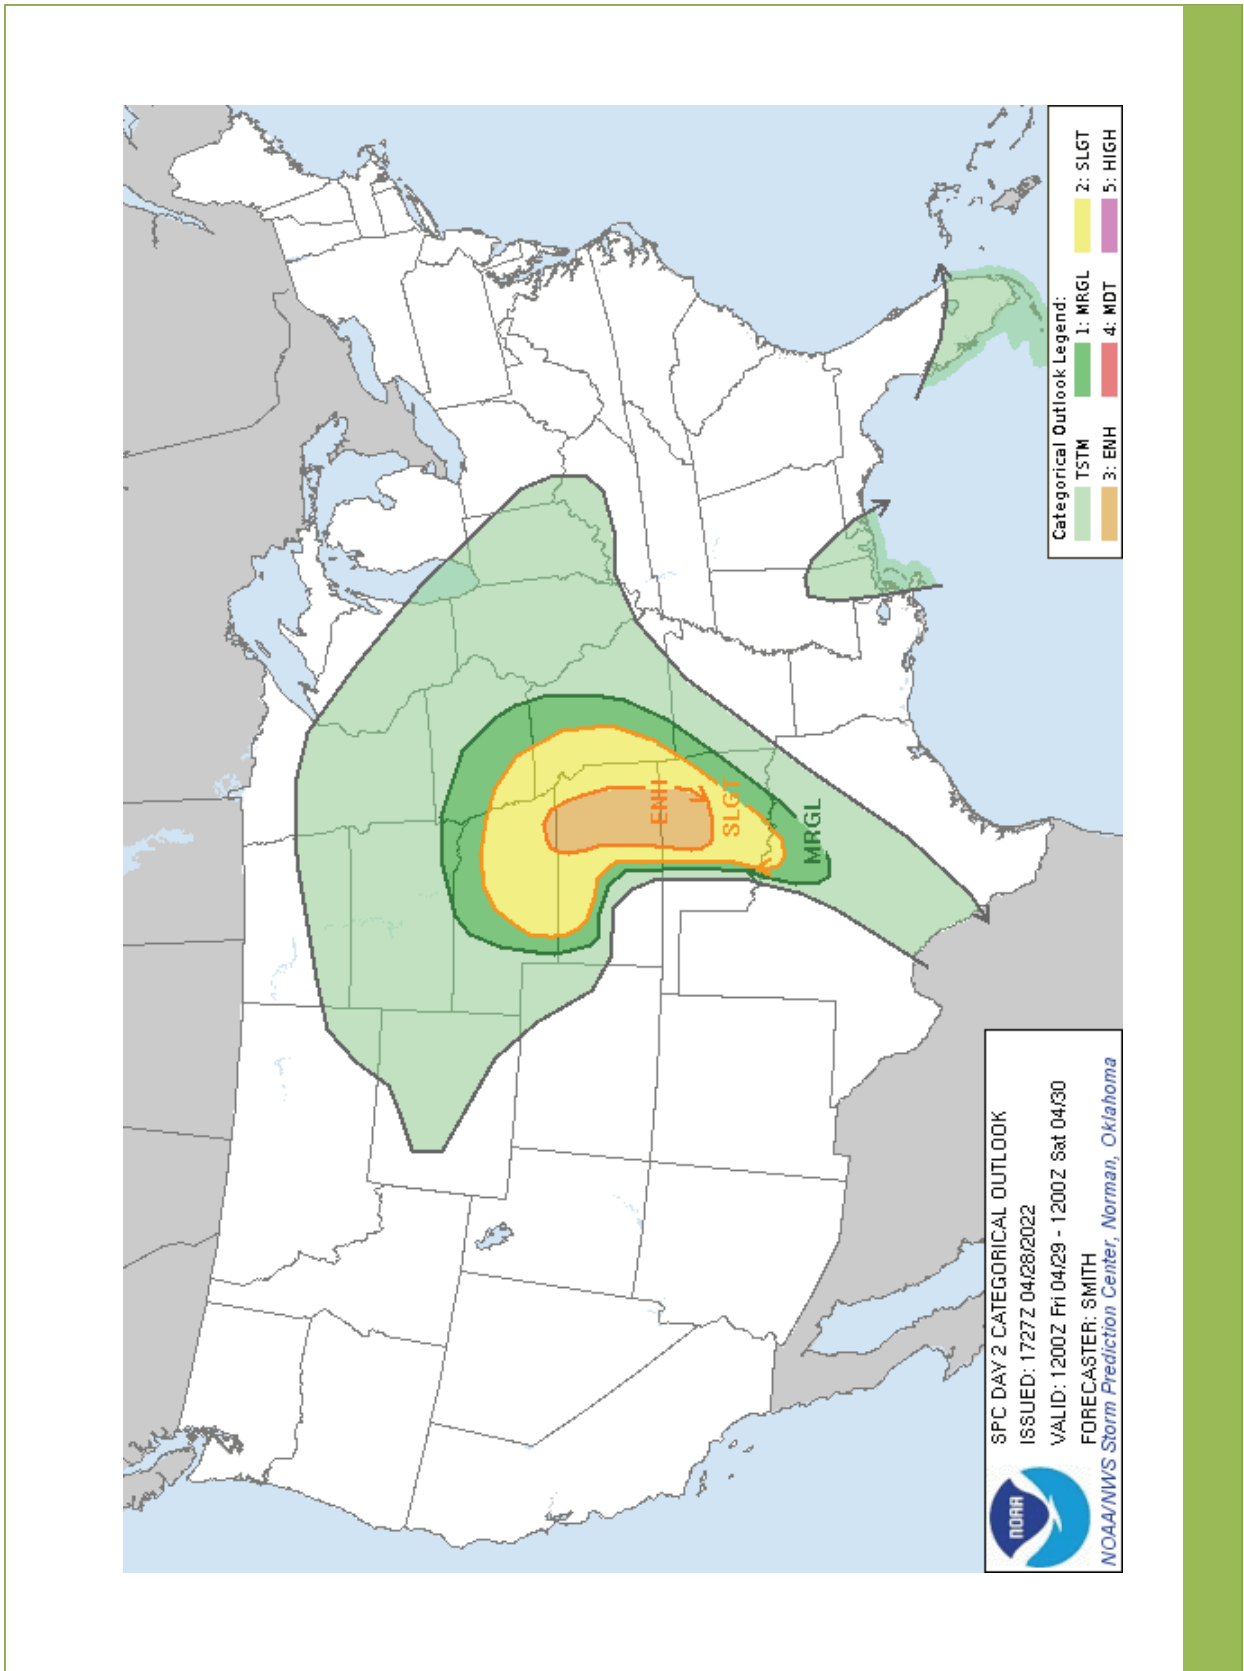 ENH
SLGT
MRGL
SPC DAY 2 CATEGORICAL OUTLOOK
ISSUED: 1727Z 04/28/2022
VALID: 1200Z Fri 04/29 - 1200Z Sat 04/30
FORECASTER: SMITH
NOAA/NWS Storm Prediction Center, Norman, Oklahoma
NOAA
Categorical Outlook Legend:
TSTM 1: MRGL 2: SLGT
3: ENH 4: MDT 5: HIGH